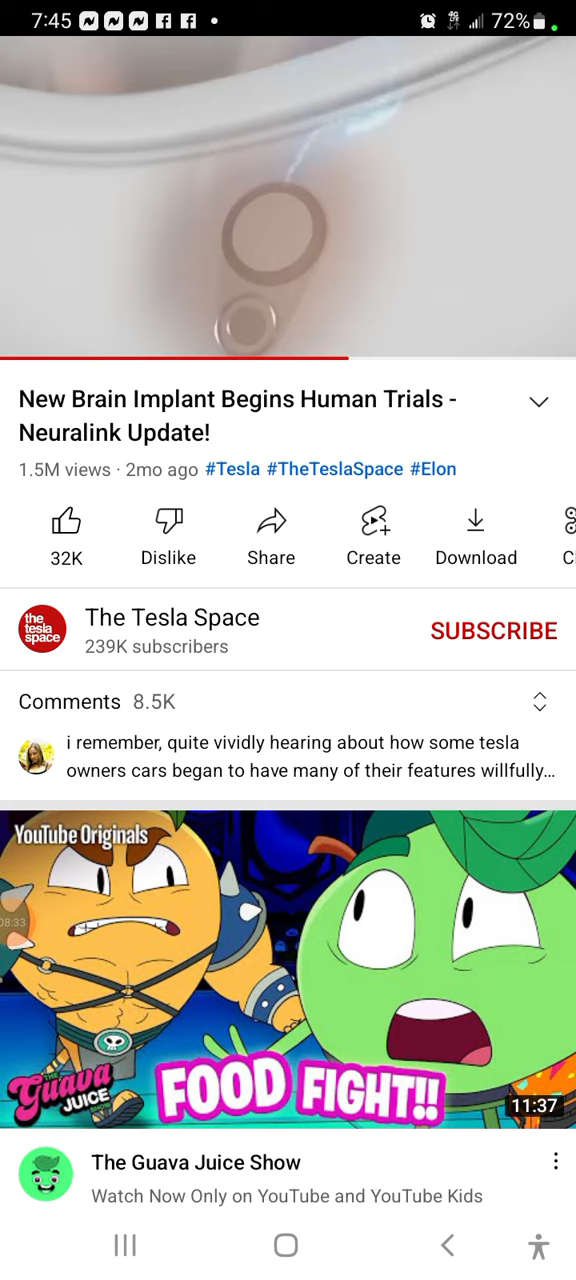 7:45
72%
New Brain Implant Begins Human Trials -
Neuralink Update!
1.5M views · 2mo ago #Tesla #TheTeslaSpace #Elon
32K
Dislike
Share
Create
Download
the
tesla
space
The Tesla Space
239K subscribers
SUBSCRIBE
Comments 8.5K
i remember, quite vividly hearing about how some tesla
owners cars began to have many of their features willfully...
YouTube Originals
08:33
THE
Guava
JUICE
SHOW
FOOD FIGHT!!
11:37
The Guava Juice Show
Watch Now Only on YouTube and YouTube Kids